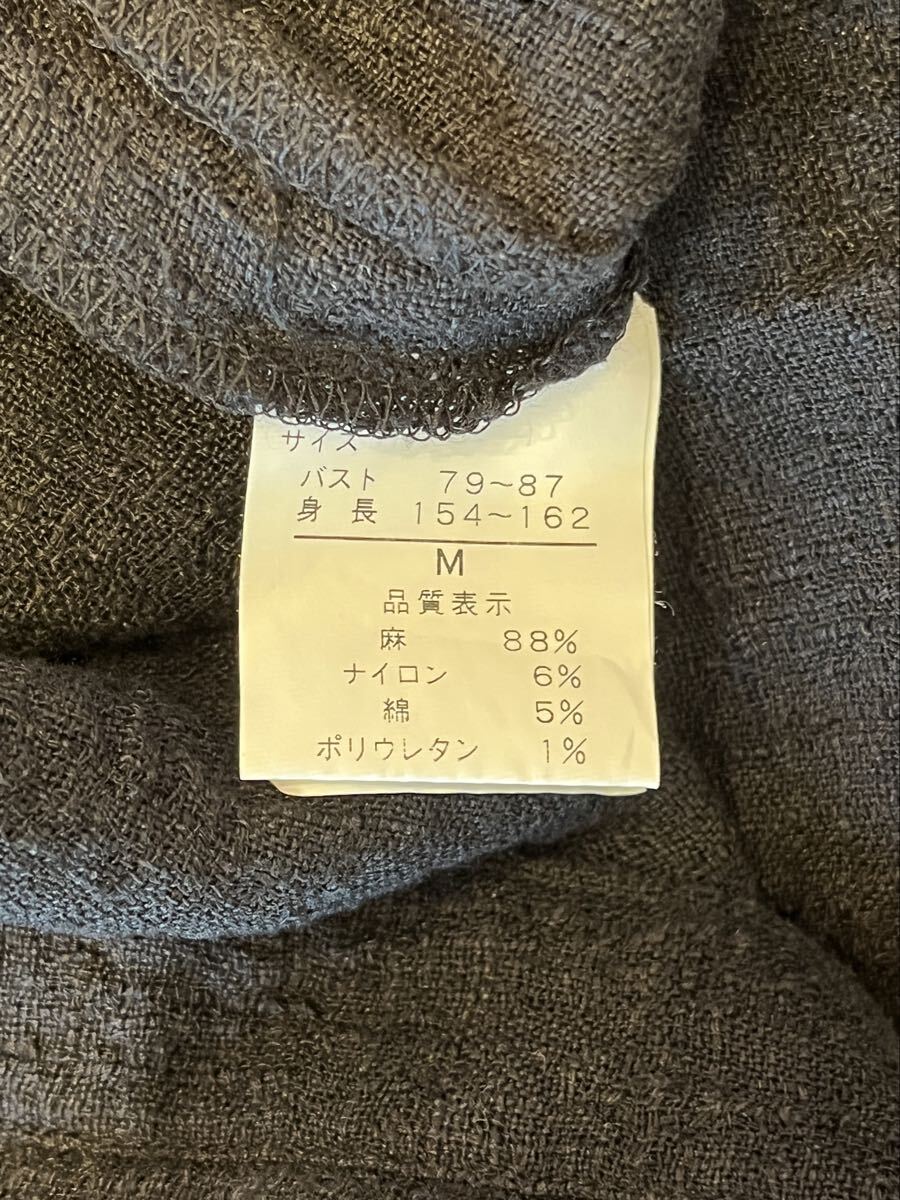 サイズ
バスト 79～87
身長 154～162
M
品質表示
麻 88%
ナイロン 6%
綿 5%
ポリウレタン 1%